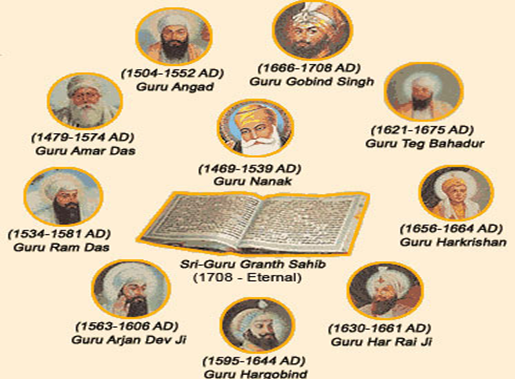 (1504-1552 AD)
Guru Angad
(1666-1708 AD)
Guru Gobind Singh
(1479-1574 AD)
Guru Amar Das
(1469-1539 AD)
Guru Nanak
(1621-1675 AD)
Guru Teg Bahadur
(1534-1581 AD)
Guru Ram Das
(1656-1664 AD)
Guru Harkrishan
Sri-Guru Granth Sahib
(1708 - Eternal)
(1563-1606 AD)
Guru Arjan Dev Ji
(1630-1661 AD)
Guru Har Rai Ji
(1595-1644 AD)
Guru Hargobind